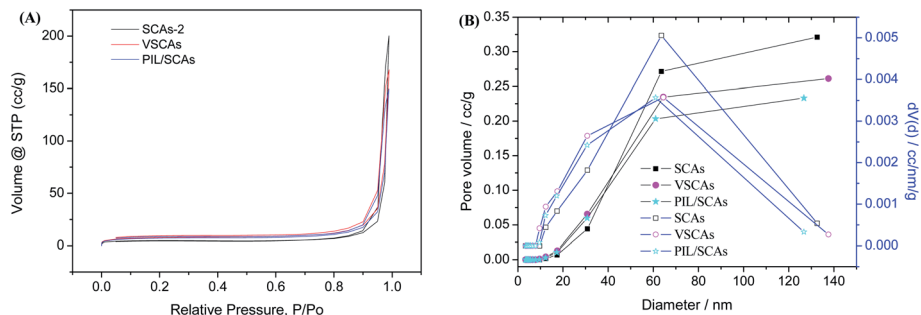 (A)
200
150
100
50
0
Volume @ STP (cc/g)
SCAs-2
VSCAs
PIL/SCAs
0.0 0.2 0.4 0.6 0.8 1.0
Relative Pressure, P/Po
(B)
0.35
0.30
0.25
0.20
0.15
0.10
0.05
0.00
Pore volume / cc/g
SCAs
VSCAs
PIL/SCAs
SCAs
VSCAs
PIL/SCAs
0 20 40 60 80 100 120 140
Diameter / nm
0.005
0.004
0.003
0.002
0.001
0.000
dV(d) / cc/nm/g